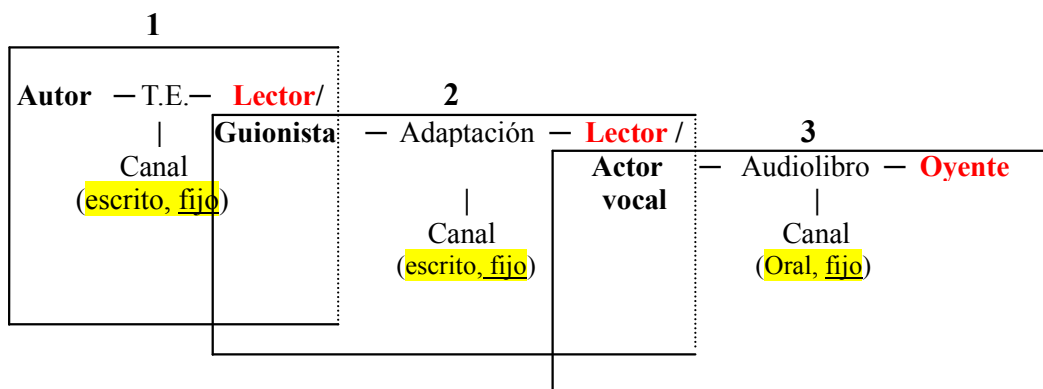 1
Autor — T.E. — Lector/
2
Guionista — Adaptación — Lector /
3
Canal
(escrito, fijo)
Actor — Audiolibro — Oyente
vocal
Canal
(escrito, fijo)
Canal
(Oral, fijo)